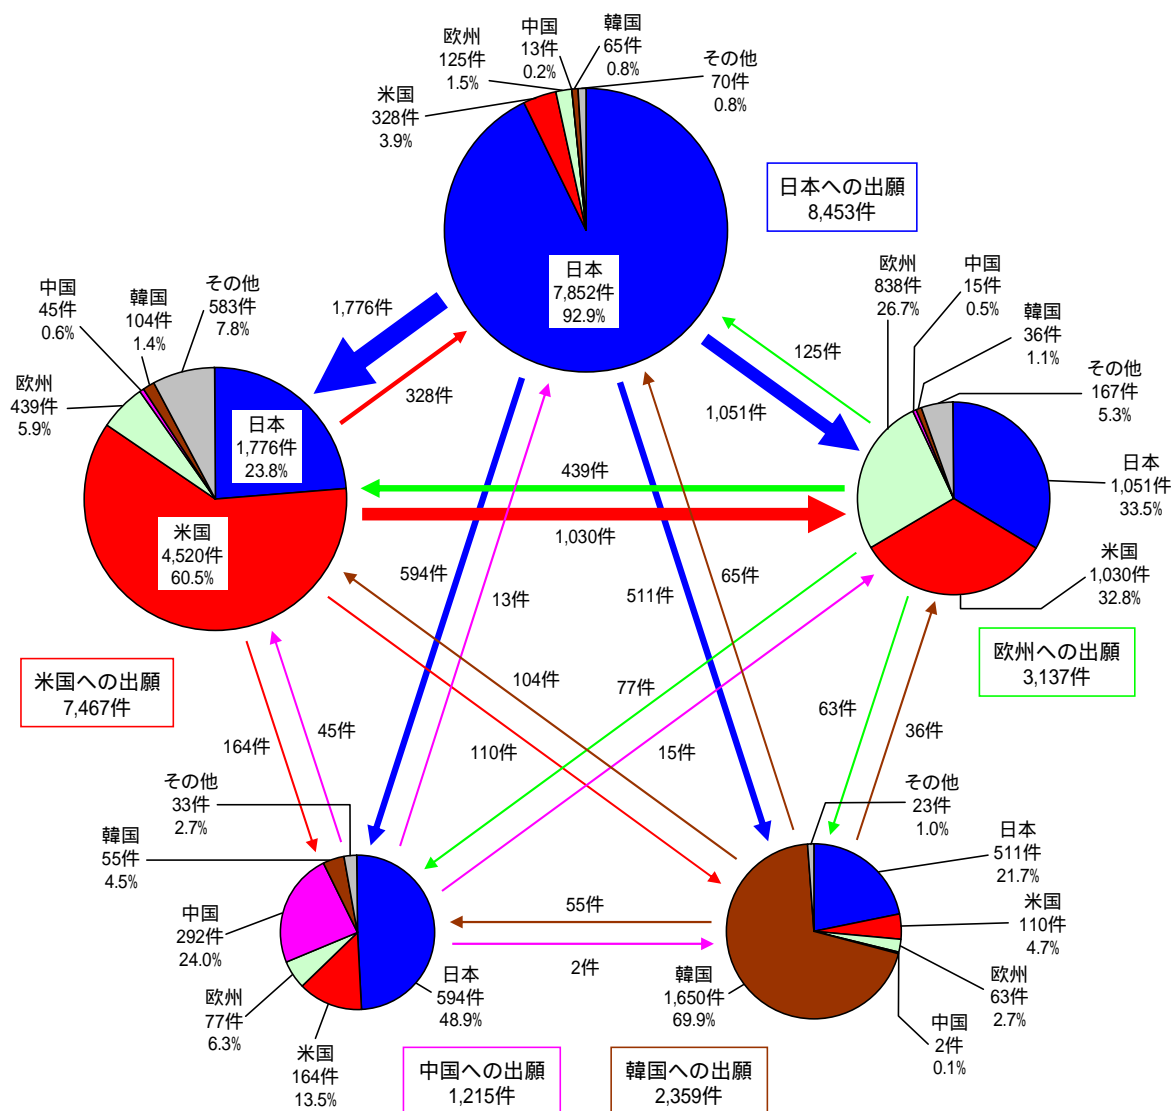 欧州
125件
1.5%
中国
13件
0.2%
韓国
65件
0.8%
その他
70件
0.8%
米国
328件
3.9%
日本
7,852件
92.9%
日本への出願
8,453件
中国
45件
0.6%
韓国
104件
1.4%
その他
583件
7.8%
欧州
439件
5.9%
日本
1,776件
23.8%
米国
4,520件
60.5%
米国への出願
7,467件
欧州
838件
26.7%
中国
15件
0.5%
韓国
36件
1.1%
その他
167件
5.3%
日本
1,051件
33.5%
米国
1,030件
32.8%
欧州への出願
3,137件
1,776件
328件
125件
1,051件
439件
1,030件
594件
13件
511件
65件
104件
110件
77件
15件
63件
36件
164件
45件
55件
2件
その他
33件
2.7%
韓国
55件
4.5%
中国
292件
24.0%
欧州
77件
6.3%
米国
164件
13.5%
日本
594件
48.9%
中国への出願
1,215件
その他
23件
1.0%
日本
511件
21.7%
米国
110件
4.7%
欧州
63件
2.7%
中国
2件
0.1%
韓国
1,650件
69.9%
韓国への出願
2,359件